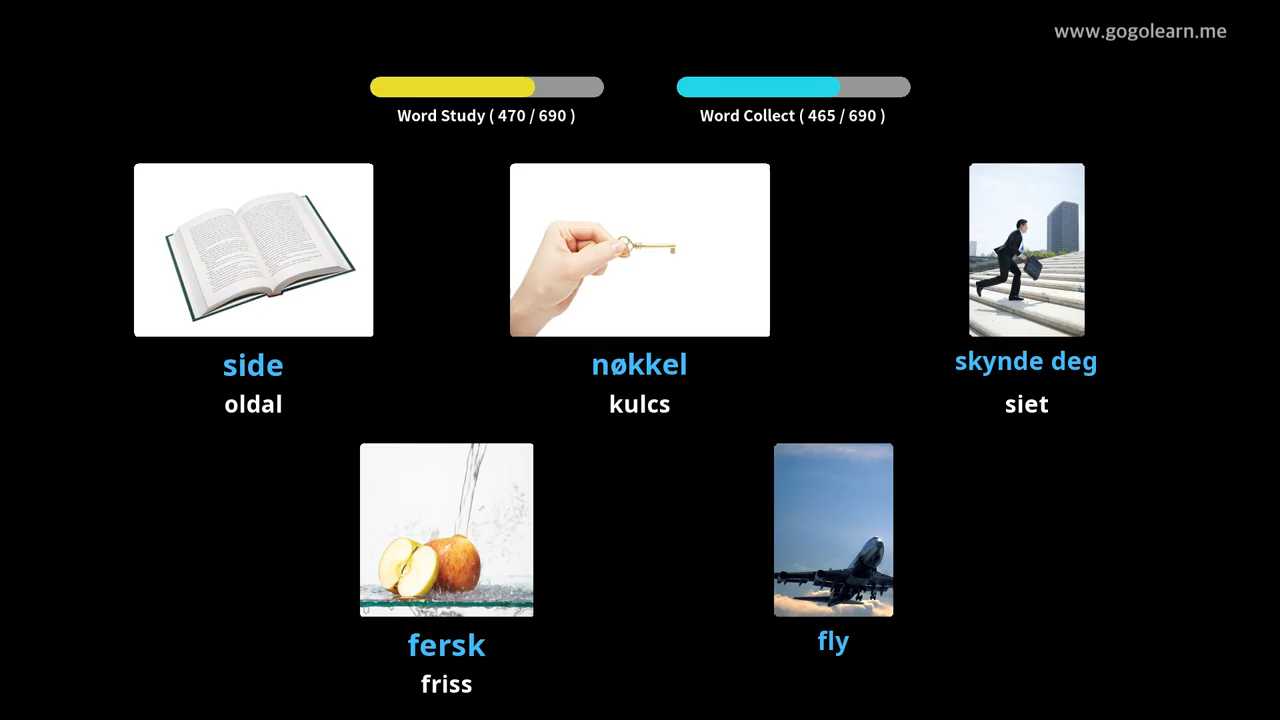 www.gogolearn.me
Word Study ( 470 / 690 )
Word Collect ( 465 / 690 )
side
oldal
nøkkel
kulcs
skynde deg
siet
fersk
friss
fly